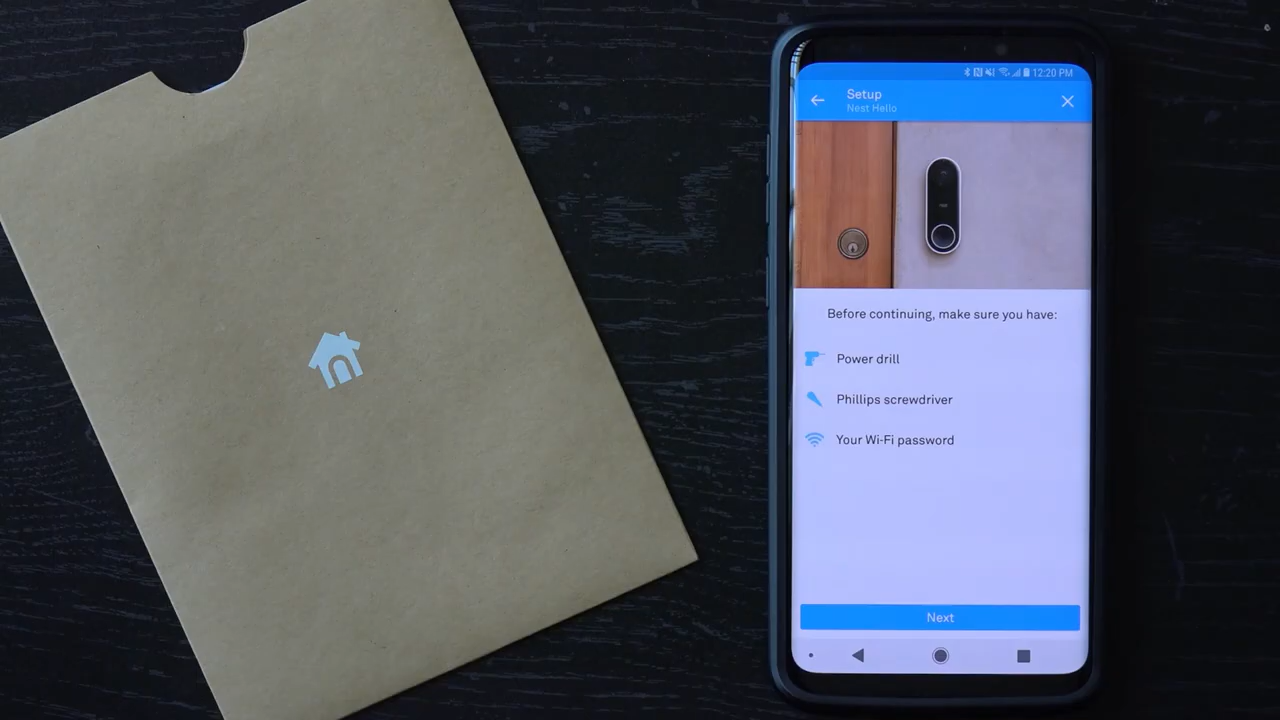 12:20 PM
Setup
Nest Hello
Before continuing, make sure you have:
Power drill
Phillips screwdriver
Your Wi-Fi password
Next